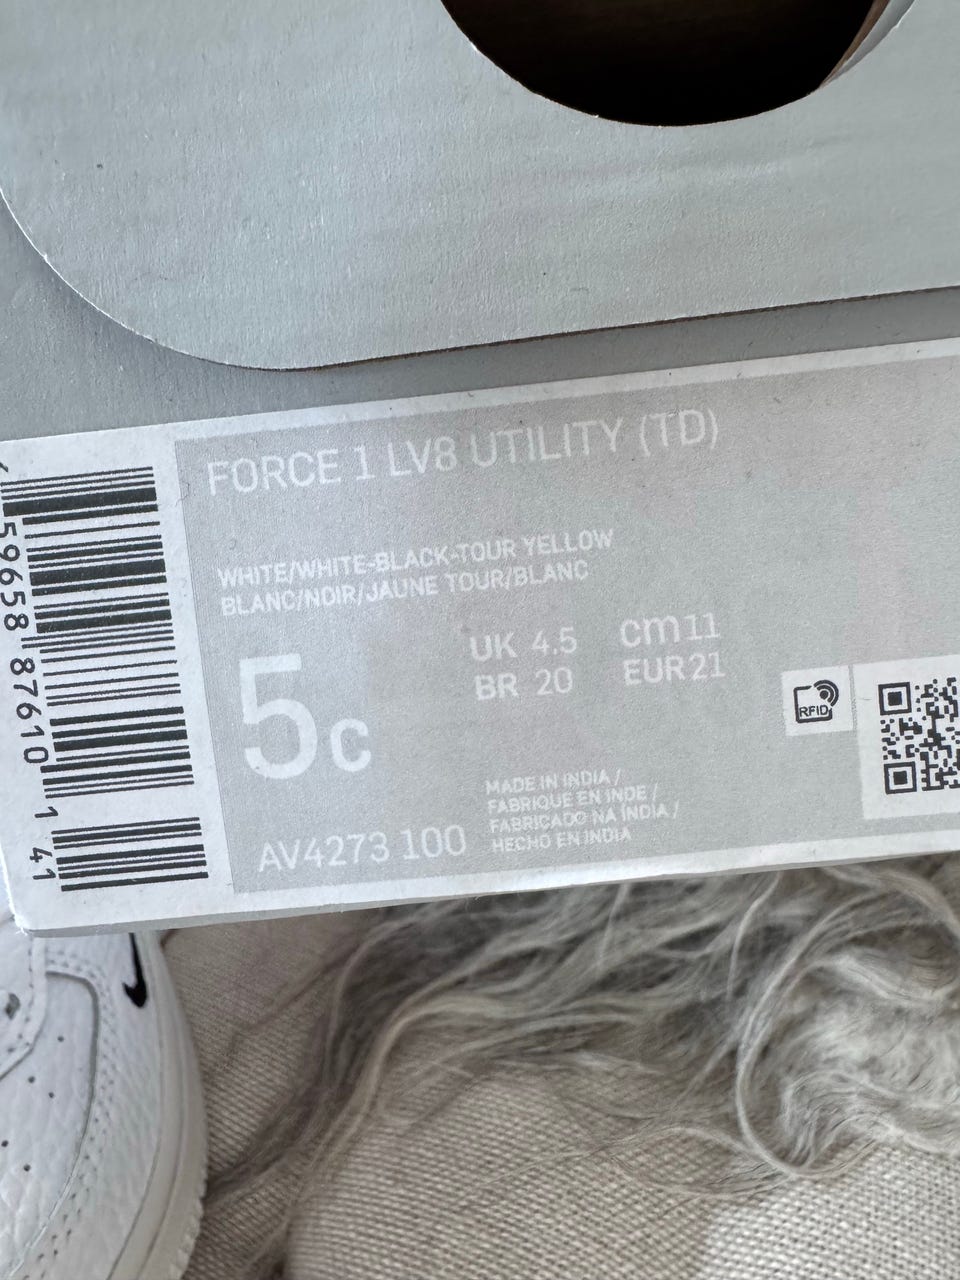 FORCE 1 LV8 UTILITY (TD)
WHITE/WHITE-BLACK-TOUR YELLOW
BLANC/NOIR/JAUNE TOUR/BLANC
5C
UK 4.5 cm 11
BR 20 EUR 21
RFID
MADE IN INDIA /
FABRIQUE EN INDE /
FABRICADO NA INDIA /
HECHO EN INDIA
AV4273 100
59658 87610 1 41